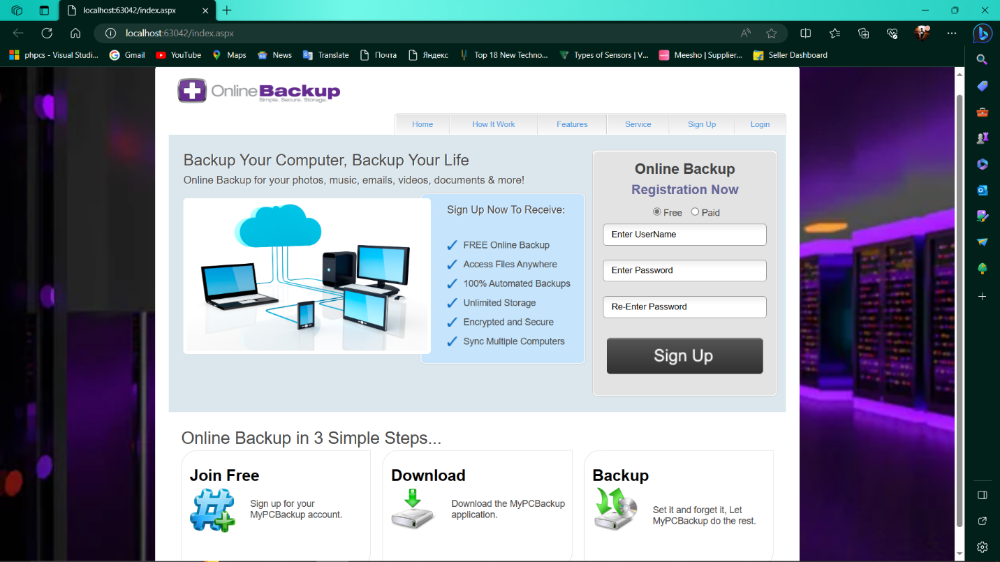 localhost:63042/index.aspx
localhost:63042/index.aspx
phpcs - Visual Studi...
Gmail
YouTube
Maps
News
Translate
Почта
Яндекс
Top 18 New Techno...
Types of Sensors | V...
Meesho | Supplier...
Seller Dashboard
OnlineBackup
Simple. Secure. Storage.
Home
How It Work
Features
Service
Sign Up
Login
Backup Your Computer, Backup Your Life
Online Backup for your photos, music, emails, videos, documents & more!
Sign Up Now To Receive:
FREE Online Backup
Access Files Anywhere
100% Automated Backups
Unlimited Storage
Encrypted and Secure
Sync Multiple Computers
Online Backup
Registration Now
Free
Paid
Enter UserName
Enter Password
Re-Enter Password
Sign Up
Online Backup in 3 Simple Steps...
Join Free
Sign up for your
MyPCBackup account.
Download
Download the MyPCBackup
application.
Backup
Set it and forget it, Let
MyPCBackup do the rest.